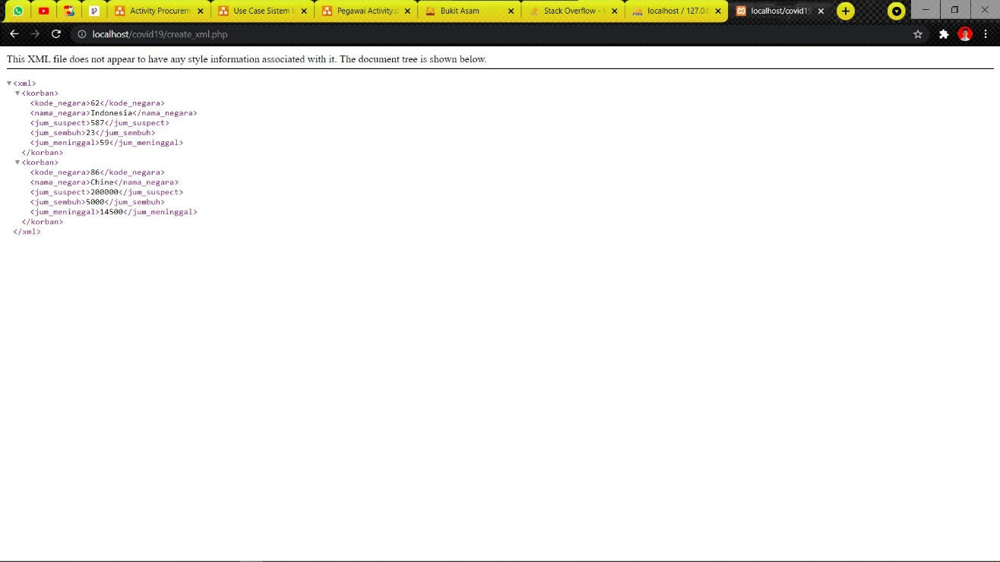 Activity Procurem
Use Case Sistem I
Pegawai Activity.d
Bukit Asam
Stack Overflow -
localhost / 127.0.0
localhost/covid19
localhost/covid19/create_xml.php
This XML file does not appear to have any style information associated with it. The document tree is shown below.
▼<xml>
▼<korban>
<kode_negara>62</kode_negara>
<nama_negara>Indonesia</nama_negara>
<jum_suspect>587</jum_suspect>
<jum_sembuh>23</jum_sembuh>
<jum_meninggal>59</jum_meninggal>
</korban>
▼<korban>
<kode_negara>86</kode_negara>
<nama_negara>Chine</nama_negara>
<jum_suspect>200000</jum_suspect>
<jum_sembuh>5000</jum_sembuh>
<jum_meninggal>14500</jum_meninggal>
</korban>
</xml>